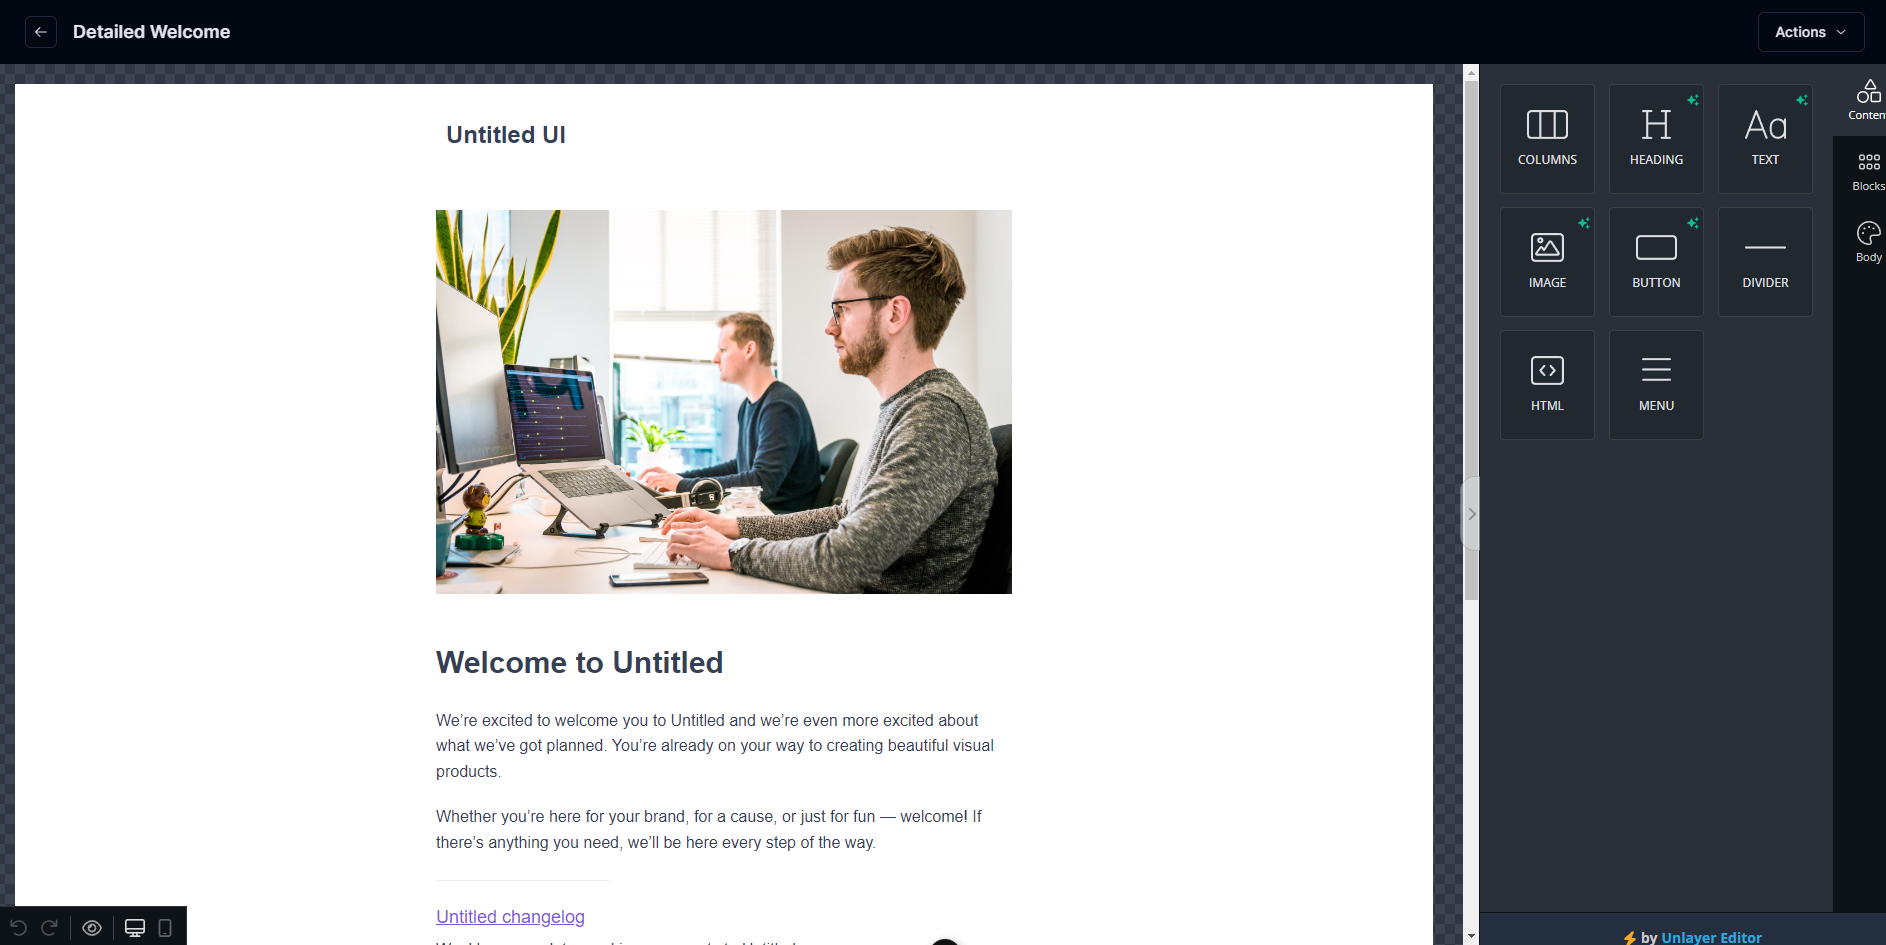 Detailed Welcome
Actions
Untitled UI
Welcome to Untitled
We’re excited to welcome you to Untitled and we’re even more excited about
what we’ve got planned. You’re already on your way to creating beautiful visual
products.
Whether you’re here for your brand, for a cause, or just for fun — welcome! If
there’s anything you need, we’ll be here every step of the way.
Untitled changelog
COLUMNS
HEADING
TEXT
IMAGE
BUTTON
DIVIDER
HTML
MENU
Content
Blocks
Body
by Unlayer Editor